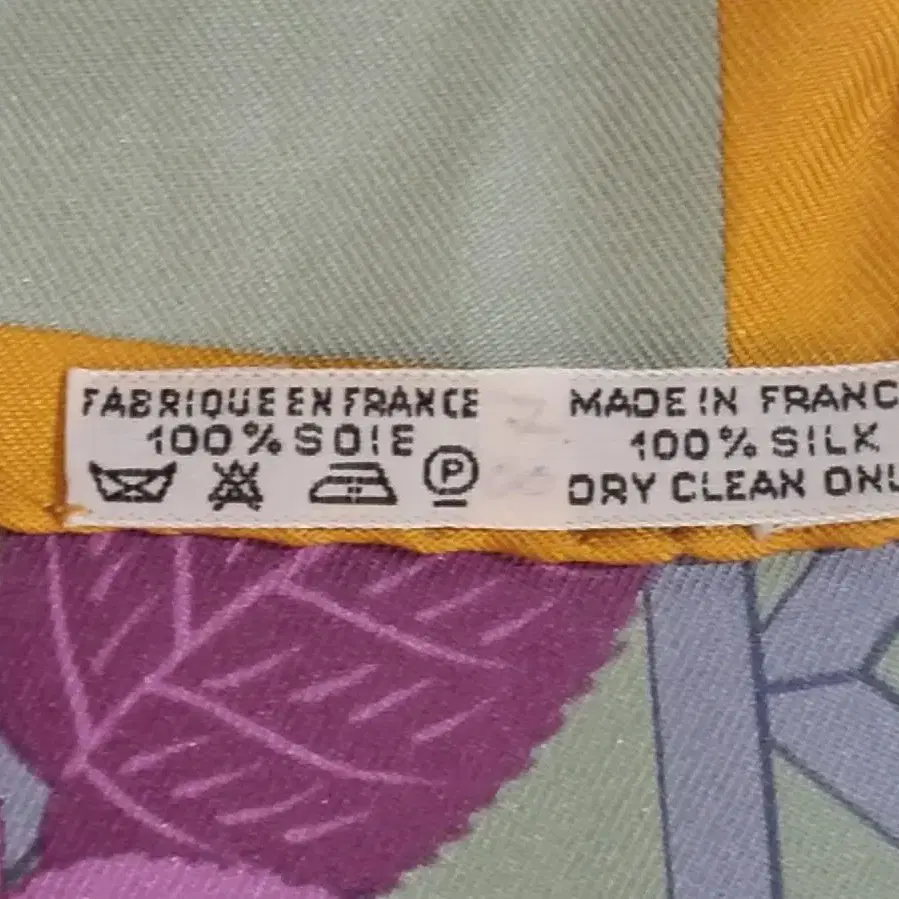 FABRIQUE EN FRANCE
100% SOIE
P
MADE IN FRANC
100% SILK
DRY CLEAN ONL